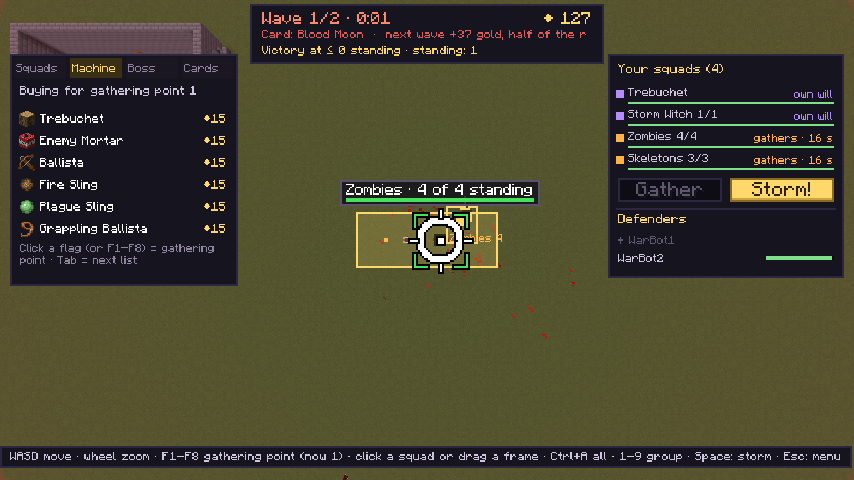 Wave 1/2 · 0:01
127
Card: Blood Moon · next wave +37 gold, half of the r
Victory at ≤ 0 standing · standing: 1
Squads Machine Boss Cards
Buying for gathering point 1
Trebuchet 15
Enemy Mortar 15
Ballista 15
Fire Sling 15
Plague Sling 15
Grappling Ballista 15
Click a flag (or F1-F8) = gathering
point · Tab = next list
Your squads (4)
Trebuchet own will
Storm Witch 1/1 own will
Zombies 4/4 gathers · 16 s
Skeletons 3/3 gathers · 16 s
Gather Storm!
Defenders
+ WarBot1
WarBot2
Zombies · 4 of 4 standing
WASD move · wheel zoom · F1-F8 gathering point (now 1) · click a squad or drag a frame · Ctrl+A all · 1-9 group · Space: storm · Esc: menu